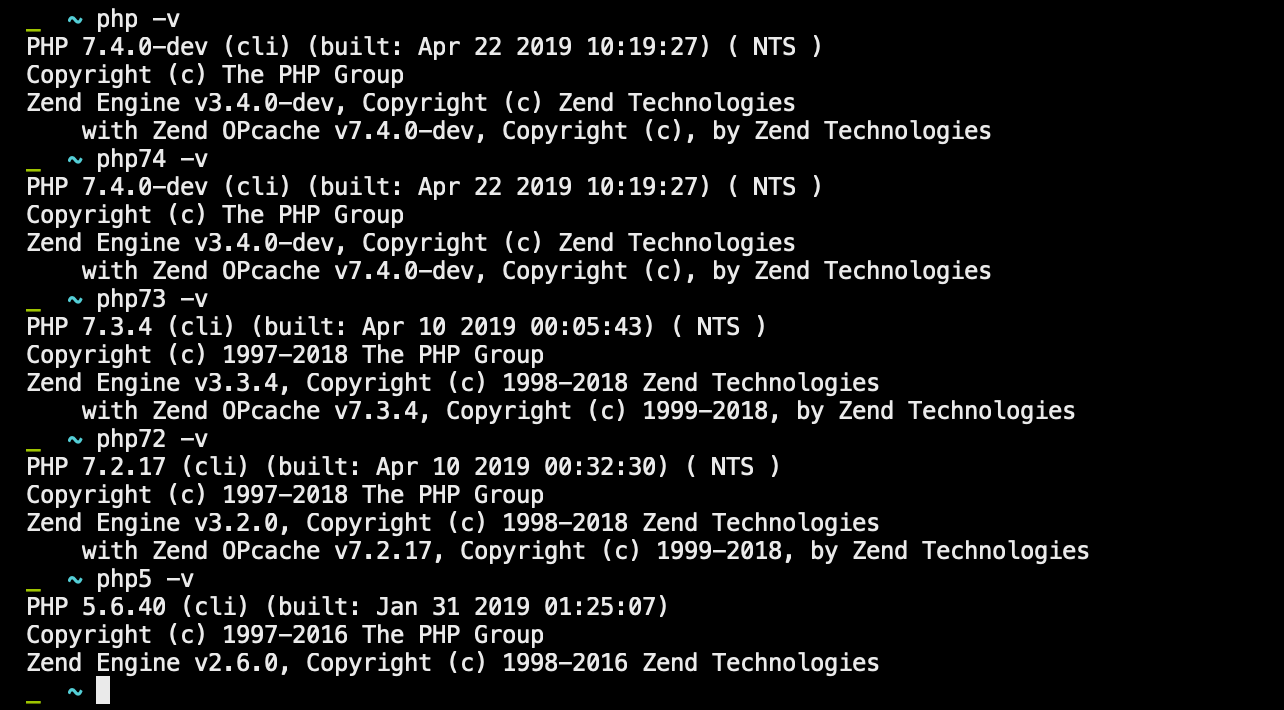 _ ~ php -v
PHP 7.4.0-dev (cli) (built: Apr 22 2019 10:19:27) ( NTS )
Copyright (c) The PHP Group
Zend Engine v3.4.0-dev, Copyright (c) Zend Technologies
    with Zend OPcache v7.4.0-dev, Copyright (c), by Zend Technologies
_ ~ php74 -v
PHP 7.4.0-dev (cli) (built: Apr 22 2019 10:19:27) ( NTS )
Copyright (c) The PHP Group
Zend Engine v3.4.0-dev, Copyright (c) Zend Technologies
    with Zend OPcache v7.4.0-dev, Copyright (c), by Zend Technologies
_ ~ php73 -v
PHP 7.3.4 (cli) (built: Apr 10 2019 00:05:43) ( NTS )
Copyright (c) 1997-2018 The PHP Group
Zend Engine v3.3.4, Copyright (c) 1998-2018 Zend Technologies
    with Zend OPcache v7.3.4, Copyright (c) 1999-2018, by Zend Technologies
_ ~ php72 -v
PHP 7.2.17 (cli) (built: Apr 10 2019 00:32:30) ( NTS )
Copyright (c) 1997-2018 The PHP Group
Zend Engine v3.2.0, Copyright (c) 1998-2018 Zend Technologies
    with Zend OPcache v7.2.17, Copyright (c) 1999-2018, by Zend Technologies
_ ~ php5 -v
PHP 5.6.40 (cli) (built: Jan 31 2019 01:25:07)
Copyright (c) 1997-2016 The PHP Group
Zend Engine v2.6.0, Copyright (c) 1998-2016 Zend Technologies
_ ~